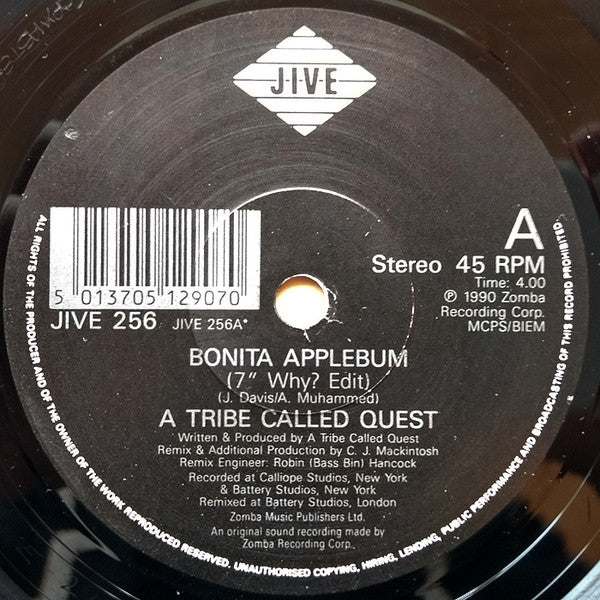 J·I·V·E
A
Stereo 45 RPM
Time: 4.00
℗ 1990 Zomba
Recording Corp.
MCPS/BIEM
5 013705 129070
JIVE 256 JIVE 256A*
BONITA APPLEBUM
(7" Why? Edit)
(J. Davis/A. Muhammed)
A TRIBE CALLED QUEST
Written & Produced by A Tribe Called Quest
Remix & Additional Production by C. J. Mackintosh
Remix Engineer: Robin (Bass Bin) Hancock
Recorded at Calliope Studios, New York
& Battery Studios, New York
Remixed at Battery Studios, London
Zomba Music Publishers Ltd.
An original sound recording made by
Zomba Recording Corp.
ALL RIGHTS OF THE PRODUCER AND OF THE OWNER OF THE WORK REPRODUCED RESERVED. UNAUTHORISED COPYING, HIRING, LENDING, PUBLIC PERFORMANCE AND BROADCASTING OF THIS RECORD PROHIBITED